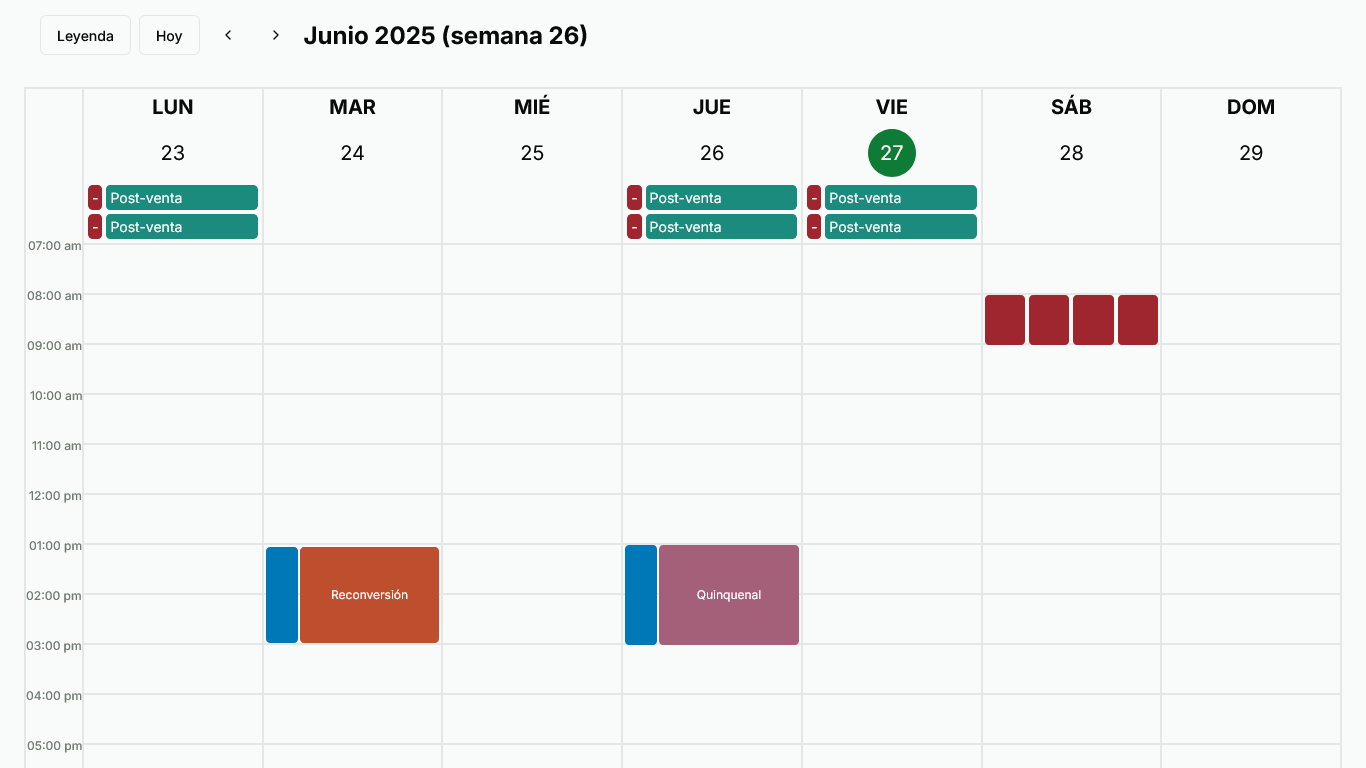 Leyenda Hoy Junio 2025 (semana 26)
LUN MAR MIÉ JUE VIE SÁB DOM
23 24 25 26 27 28 29
- Post-venta - Post-venta - Post-venta
- Post-venta - Post-venta - Post-venta
07:00 am
08:00 am
09:00 am
10:00 am
11:00 am
12:00 pm
01:00 pm
02:00 pm Reconversión Quinquenal
03:00 pm
04:00 pm
05:00 pm